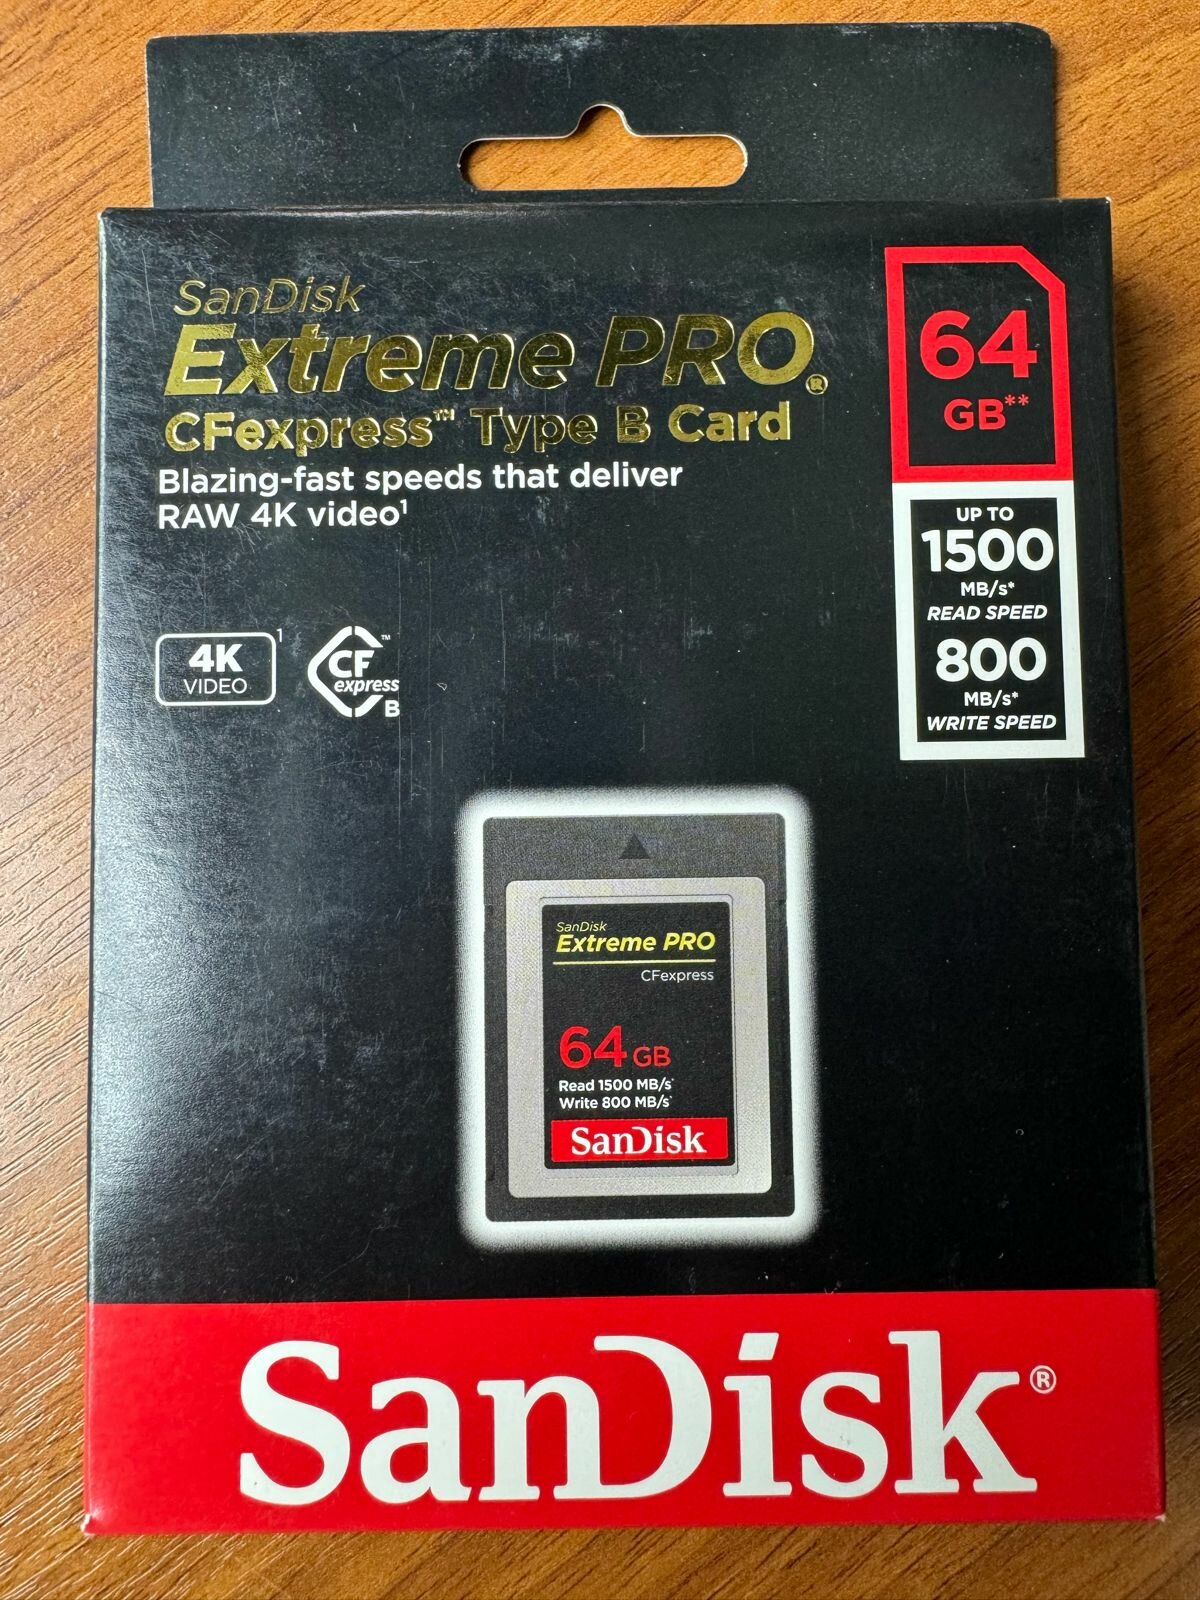 SanDisk
Extreme PRO®
CFexpress™ Type B Card
Blazing-fast speeds that deliver
RAW 4K video¹
64
GB**
UP TO
1500
MB/s*
READ SPEED
800
MB/s*
WRITE SPEED
4K
VIDEO
1
CF
express™
B
SanDisk
Extreme PRO
CFexpress
64 GB
Read 1500 MB/s*
Write 800 MB/s*
SanDisk
SanDisk®